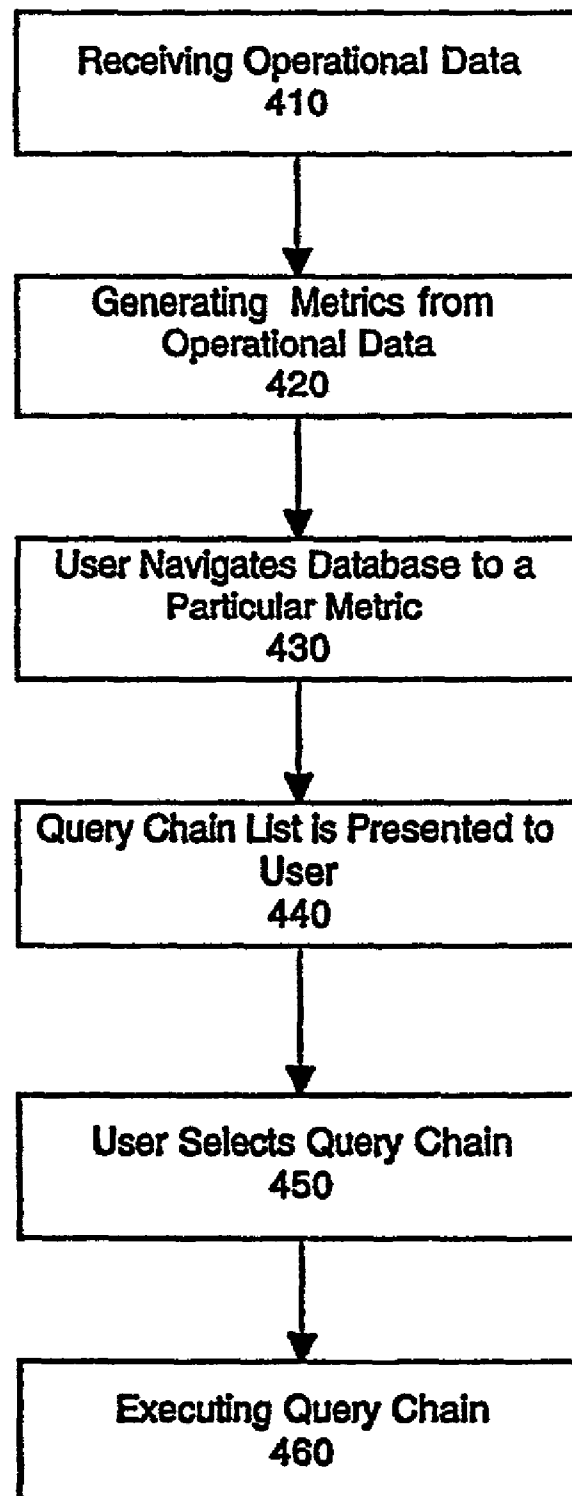 Receiving Operational Data
410
Generating Metrics from
Operational Data
420
User Navigates Database to a
Particular Metric
430
Query Chain List is Presented to
User
440
User Selects Query Chain
450
Executing Query Chain
460